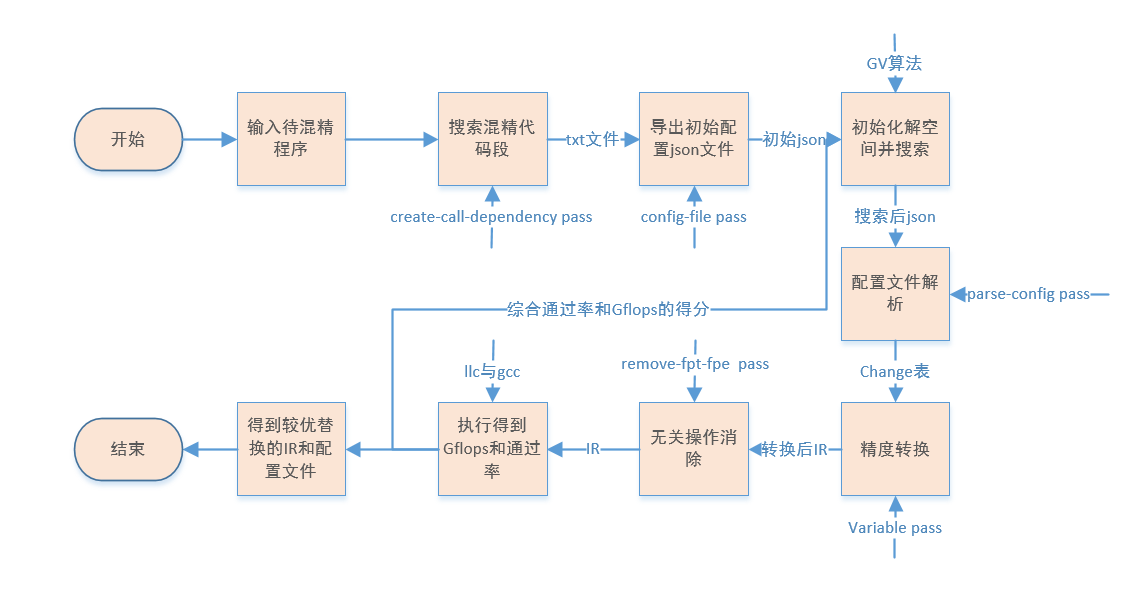 GV算法
开始
输入待混精
程序
搜索混精代
码段
txt文件
导出初始配
置json文件
初始json
初始化解空
间并搜索
create-call-dependency pass
config-file pass
搜索后json
配置文件解
析
parse-config pass
综合通过率和Gflops的得分
llc与gcc
remove-fpt-fpe  pass
Change表
结束
得到较优替
换的IR和配
置文件
执行得到
Gflops和通过
率
IR
无关操作消
除
转换后IR
精度转换
Variable pass